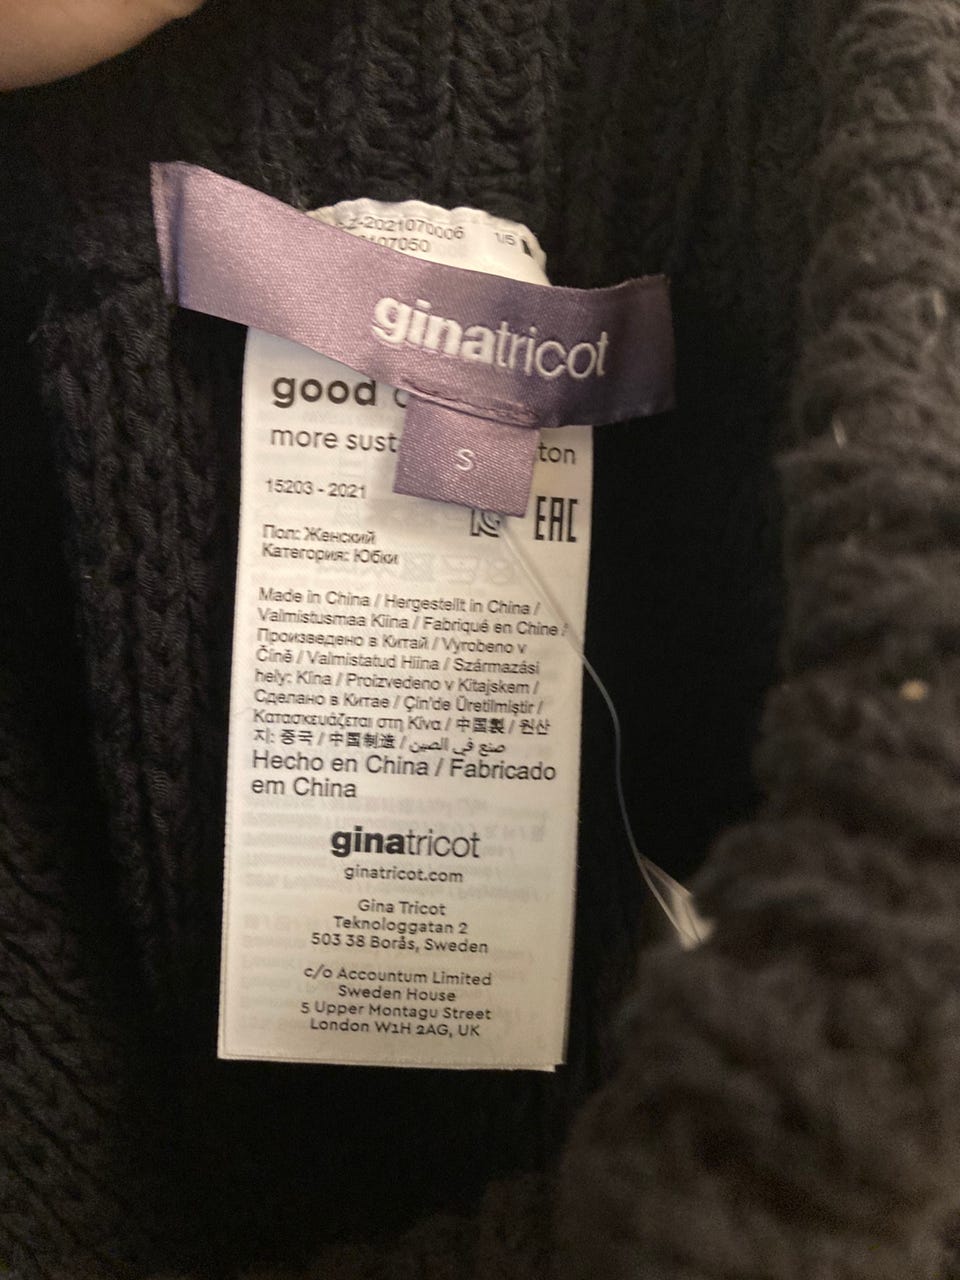 -2021070006 1/5
107050
ginatricot
good
more
ton
S
15203 - 2021
EAC
Пол: Женский
Категория: Юбки
Made in China / Hergestellt in China /
Valmistusmaa Kiina / Fabriqué en Chine /
Произведено в Китай / Vyrobeno v
Číně / Valmistatud Hiina / Származási
hely: Kína / Proizvedeno v Kitajskem /
Сделано в Китае / Çin'de Üretilmiştir /
Κατασκευάζεται στη Κίνα / 中国製 / 원산
지: 중국 / 中国制造 / صنع في الصين
Hecho en China / Fabricado
em China
ginatricot
ginatricot.com
Gina Tricot
Teknologgatan 2
503 38 Borås, Sweden
c/o Accountum Limited
Sweden House
5 Upper Montagu Street
London W1H 2AG, UK